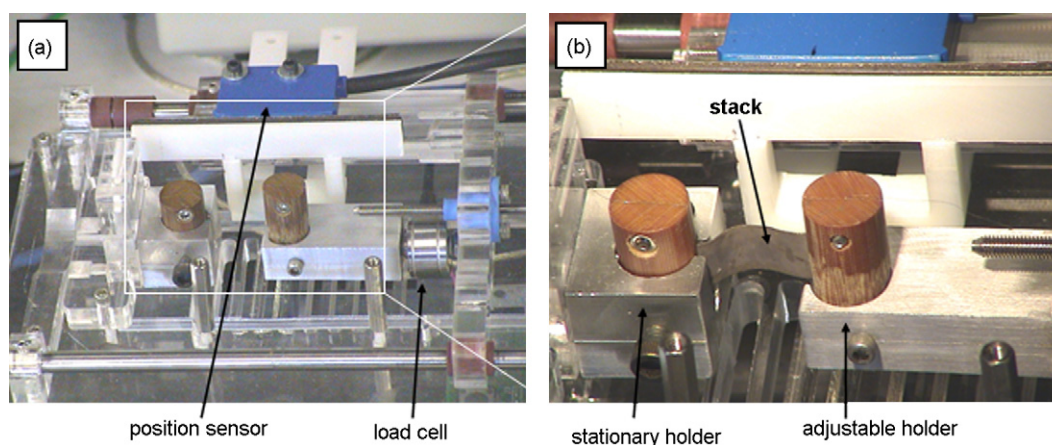 (a)
(b)
stack
position sensor
load cell
stationary holder
adjustable holder